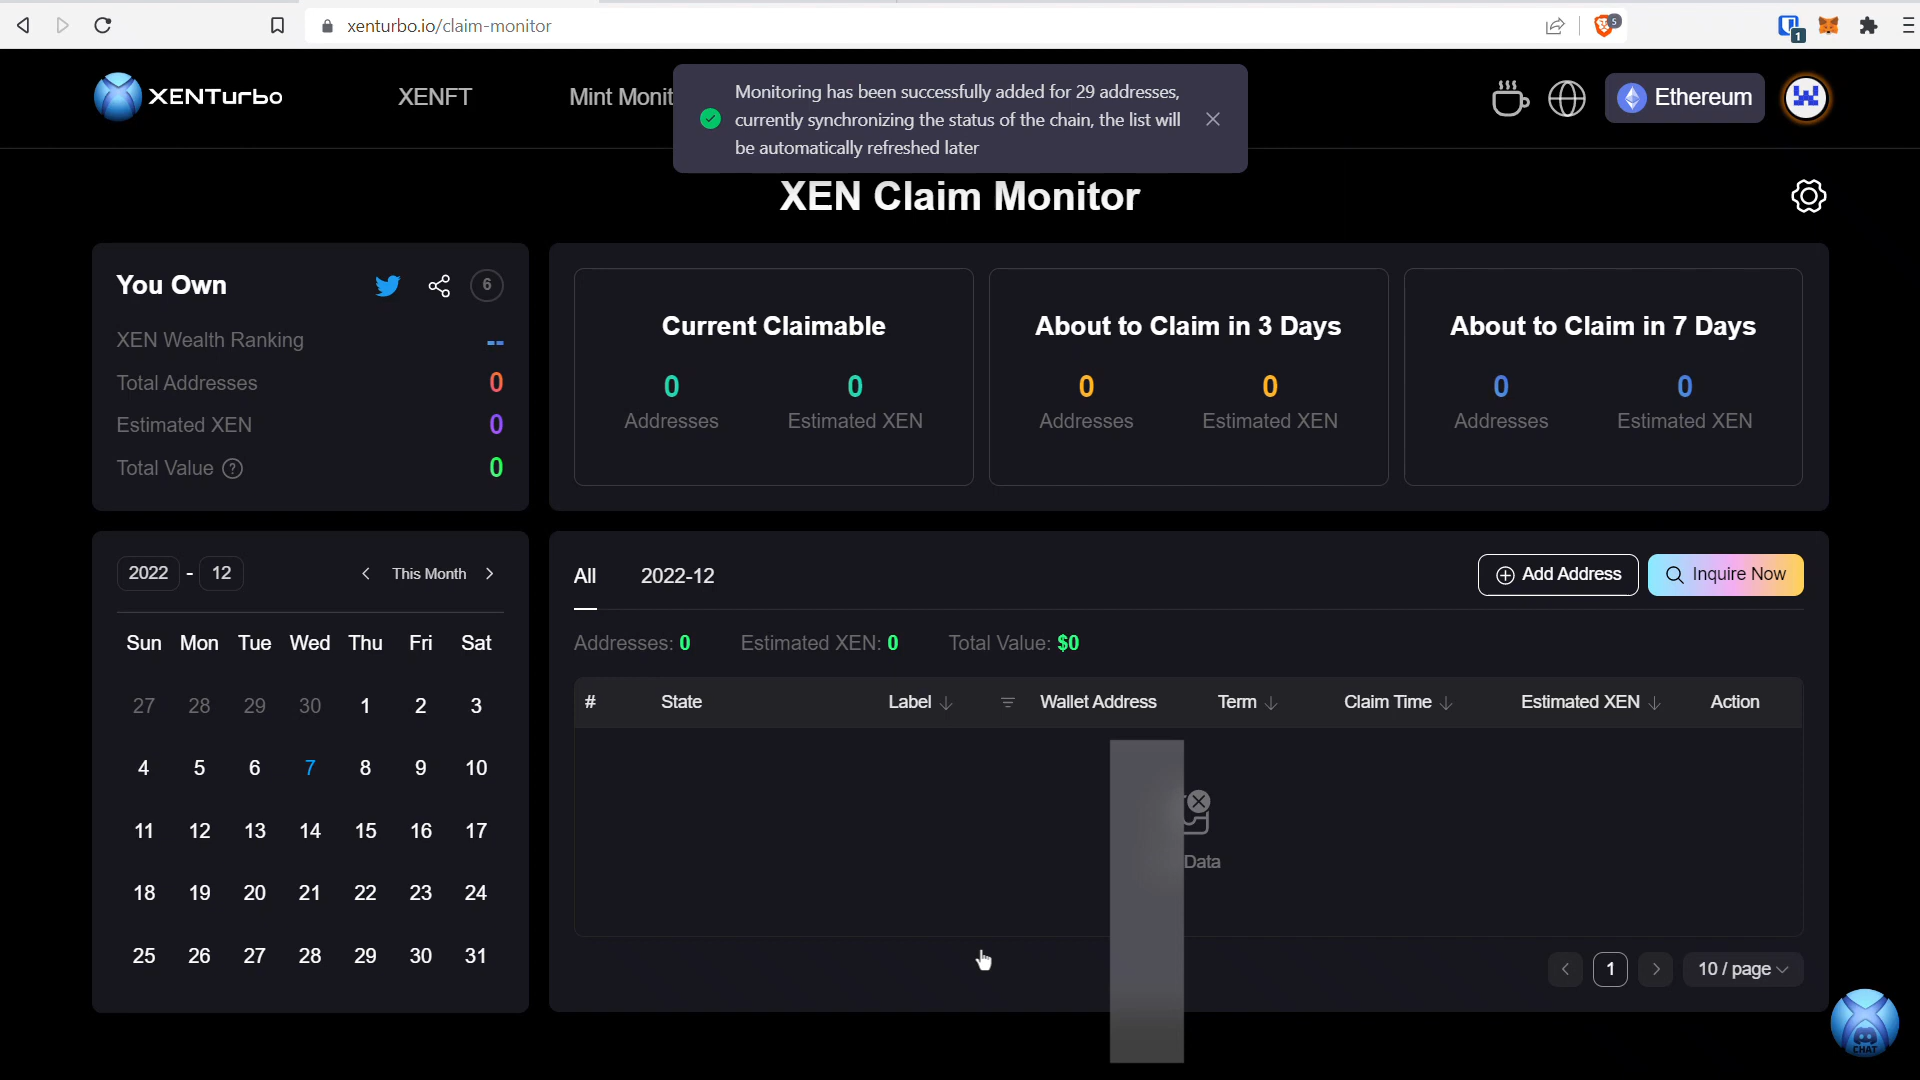 xenturbo.io/claim-monitor
5
1
XENTurbo
XENFT
Mint Monit
Monitoring has been successfully added for 29 addresses,
currently synchronizing the status of the chain, the list will
be automatically refreshed later
Ethereum
XEN Claim Monitor
You Own
6
XEN Wealth Ranking --
Total Addresses 0
Estimated XEN 0
Total Value ? 0
Current Claimable
0 0
Addresses Estimated XEN
About to Claim in 3 Days
0 0
Addresses Estimated XEN
About to Claim in 7 Days
0 0
Addresses Estimated XEN
2022 - 12 < This Month >
Sun Mon Tue Wed Thu Fri Sat
27 28 29 30 1 2 3
4 5 6 7 8 9 10
11 12 13 14 15 16 17
18 19 20 21 22 23 24
25 26 27 28 29 30 31
All 2022-12
Add Address
Inquire Now
Addresses: 0 Estimated XEN: 0 Total Value: $0
# State Label Wallet Address Term Claim Time Estimated XEN Action
Data
< 1 > 10 / page
CHAT